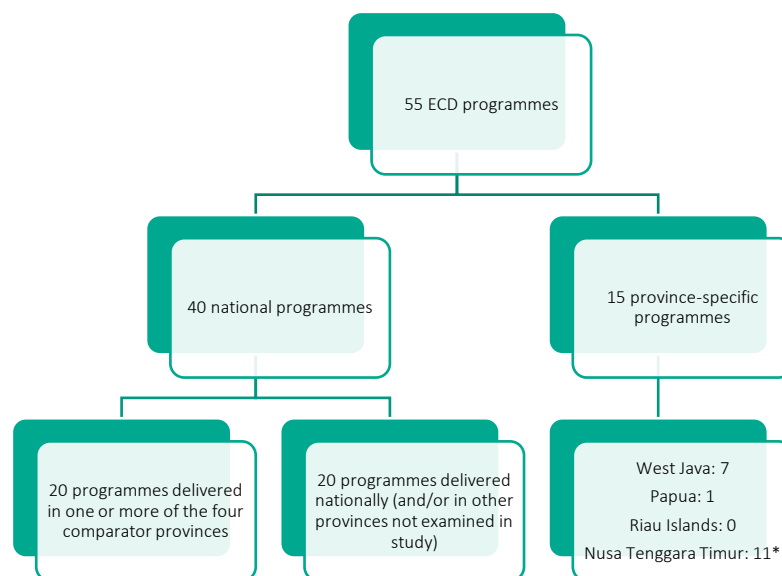 55 ECD programmes
40 national programmes
15 province-specific
programmes
20 programmes delivered
in one or more of the four
comparator provinces
20 programmes delivered
nationally (and/or in other
provinces not examined in
study)
West Java: 7
Papua: 1
Riau Islands: 0
Nusa Tenggara Timur: 11*